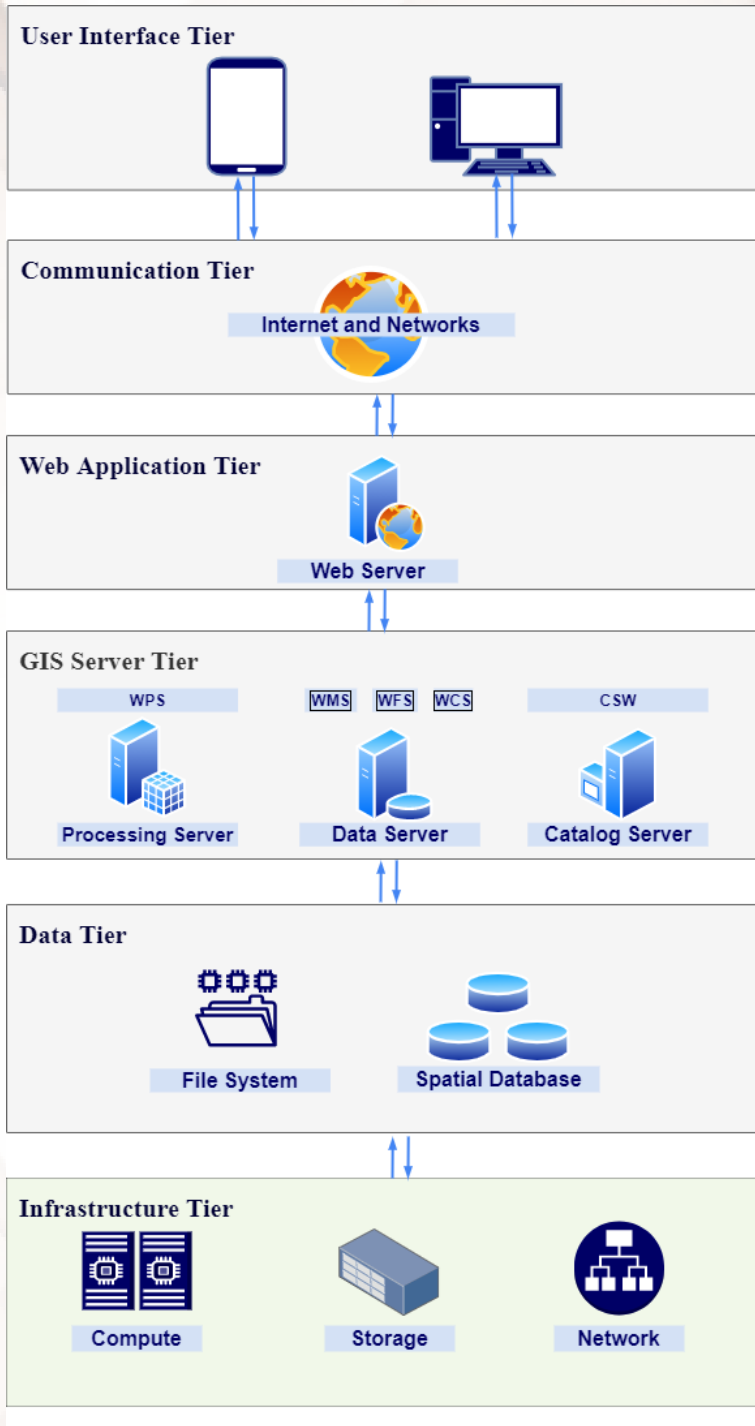 User Interface Tier
Communication Tier
Internet and Networks
Web Application Tier
Web Server
GIS Server Tier
WPS
WMS WFS WCS
CSW
Processing Server
Data Server
Catalog Server
Data Tier
File System
Spatial Database
Infrastructure Tier
Compute
Storage
Network